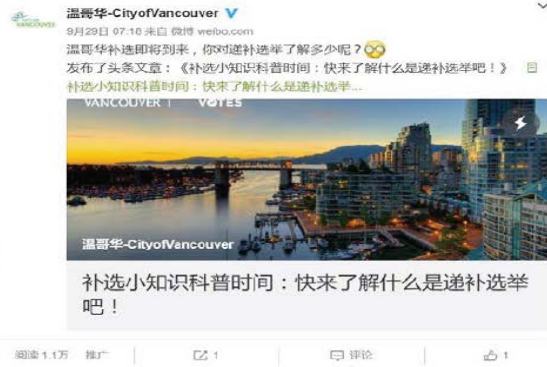 温哥华-CityofVancouver
VANCOUVER
9月29日 07:16 来自 微博 weibo.com
温哥华补选即将到来，你对递补选举了解多少呢？
发布了头条文章：《补选小知识科普时间：快来了解什么是递补选举吧！》
补选小知识科普时间：快来了解什么是递补选举...
VANCOUVER | VOTES
温哥华-CityofVancouver
补选小知识科普时间：快来了解什么是递补选举
吧！
阅读 1.1万 推广 1 评论 1